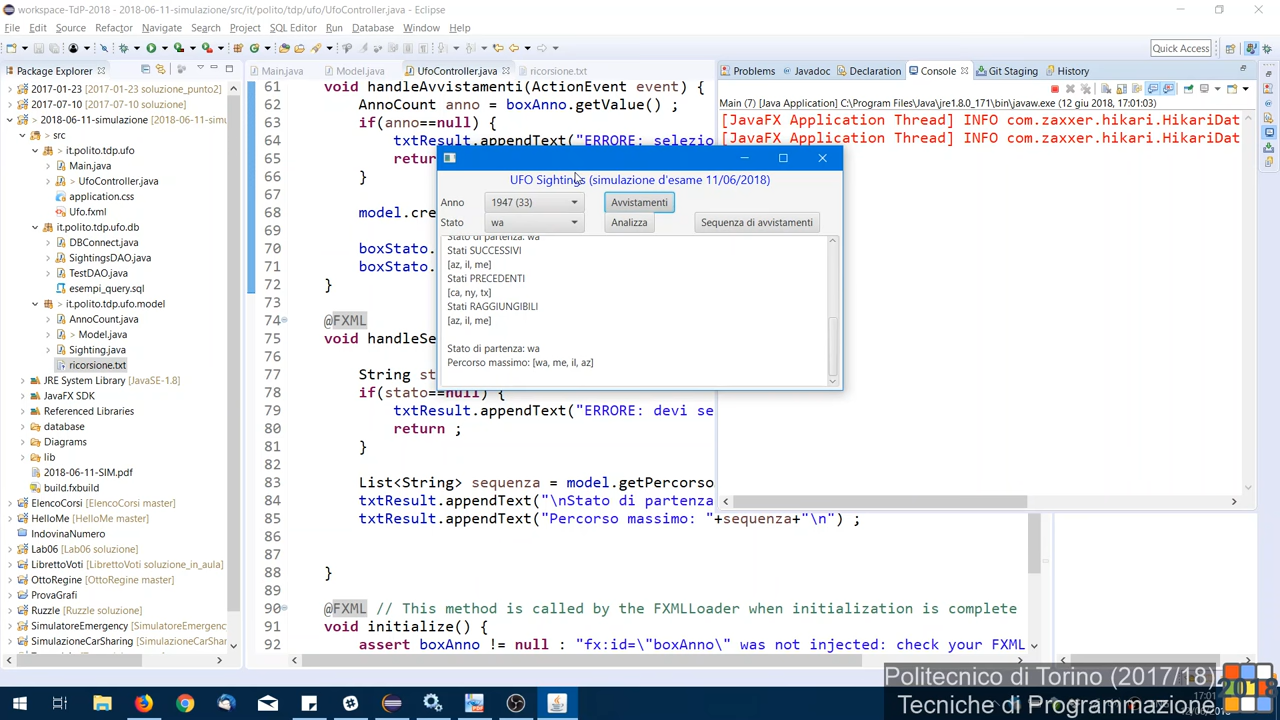 workspace-TdP-2018 - 2018-06-11-simulazione/src/it/polito/tdp/ufo/UfoController.java - Eclipse
File Edit Source Refactor Navigate Search Project SQL Editor Run Database Window Help
Quick Access
Package Explorer
2017-01-23 [2017-01-23 soluzione_punto2]
2017-07-10 [2017-07-10 soluzione]
> 2018-06-11-simulazione [2018-06-11-simu
> src
> it.polito.tdp.ufo
Main.java
> UfoController.java
application.css
Ufo.fxml
> it.polito.tdp.ufo.db
DBConnect.java
SightingsDAO.java
TestDAO.java
esempi_query.sql
> it.polito.tdp.ufo.model
AnnoCount.java
> Model.java
Sighting.java
ricorsione.txt
JRE System Library [JavaSE-1.8]
JavaFX SDK
Referenced Libraries
database
Diagrams
lib
2018-06-11-SIM.pdf
build.fxbuild
ElencoCorsi [ElencoCorsi master]
HelloMe [HelloMe master]
IndovinaNumero
Lab06 [Lab06 soluzione]
LibrettoVoti [LibrettoVoti soluzione_in_aula]
OttoRegine [OttoRegine master]
ProvaGrafi
Ruzzle [Ruzzle soluzione]
SimulatoreEmergency [SimulatoreEmergency
SimulazioneCarSharing [SimulazioneCarSharing
Main.java Model.java UfoController.java ricorsione.txt
61 void handleAvvistamenti(ActionEvent event) {
62 AnnoCount anno = boxAnno.getValue() ;
63 if(anno==null) {
64 txtResult.appendText("ERRORE: selezio
65 retu
66 }
67
68 model.cre
69
70 boxStato.
71 boxStato.
72 }
73
74 @FXML
75 void handleSe
76
77 String st
78 if(stato==null) {
79 txtResult.appendText("ERRORE: devi se
80 return ;
81 }
82
83 List<String> sequenza = model.getPercorso
84 txtResult.appendText("\nStato di partenza
85 txtResult.appendText("Percorso massimo: "+sequenza+"\n") ;
86
87
88 }
89
90 @FXML // This method is called by the FXMLLoader when initialization is complete
91 void initialize() {
92 assert boxAnno != null : "fx:id=\"boxAnno\" was not injected: check your FXML
UFO Sightings (simulazione d'esame 11/06/2018)
Anno 1947 (33) Avvistamenti
Stato wa Analizza Sequenza di avvistamenti
Stato di partenza: wa
Stati SUCCESSIVI
[az, il, me]
Stati PRECEDENTI
[ca, ny, tx]
Stati RAGGIUNGIBILI
[az, il, me]
Stato di partenza: wa
Percorso massimo: [wa, me, il, az]
Problems Javadoc Declaration Console Git Staging History
Main (7) [Java Application] C:\Program Files\Java\jre1.8.0_171\bin\javaw.exe (12 giu 2018, 17:01:03)
[JavaFX Application Thread] INFO com.zaxxer.hikari.HikariDat
[JavaFX Application Thread] INFO com.zaxxer.hikari.HikariDat
Politecnico di Torino (2017/18)
Tecniche di Programmazione
2018
17:01